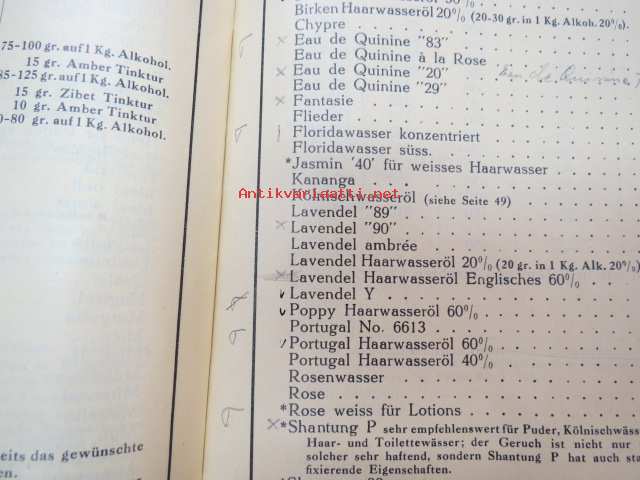 75-100 gr. auf 1 Kg. Alkohol.
15 gr. Amber Tinktur
85-125 gr. auf 1 Kg. Alkohol.
15 gr. Zibet Tinktur
10 gr. Amber Tinktur
0-80 gr. auf 1 Kg. Alkohol.
eits das gewünschte
en.
Birken Haarwasseröl 20% (20-30 gr. in 1 Kg. Alkoh. 20%).
Chypre
Eau de Quinine "83"
Eau de Quinine à la Rose
Eau de Quinine "20"
Eau de Quinine "29"
Fantasie
Flieder
Floridawasser konzentriert
Floridawasser süss.
*Jasmin '40' für weisses Haarwasser
Kananga
Antikvariaatti.net
Kölnischwasseröl (siehe Seite 49)
Lavendel "89"
Lavendel "90"
Lavendel ambrée
Lavendel Haarwasseröl 20% (20 gr. in 1 Kg. Alk. 20%)
Lavendel Haarwasseröl Englisches 60%
Lavendel Y
Poppy Haarwasseröl 60%
Portugal No. 6613
Portugal Haarwasseröl 60%
Portugal Haarwasseröl 40%
Rosenwasser
Rose
*Rose weiss für Lotions
*Shantung P sehr empfehlenswert für Puder, Kölnischwäss
Haar- und Toilettewässer; der Geruch ist nicht nur
solcher sehr haftend, sondern Shantung P hat auch sta
fixierende Eigenschaften.